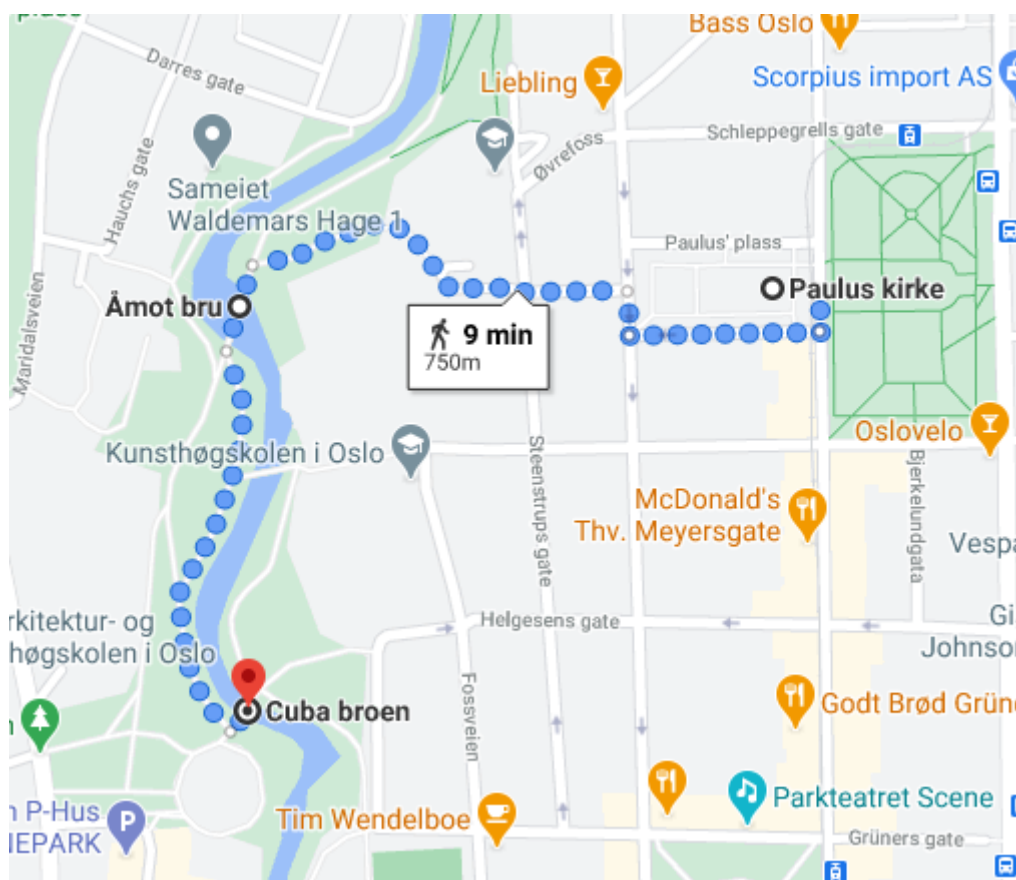 Bass Oslo
Darres gate
Liebling
Scorpius import AS
Schleppegrells gate
Øvrefoss
Hauchs gate
Sameiet
Waldemars Hage 1
Paulus' plass
Maridalsveien
Åmot bru
Paulus kirke
9 min
750m
Kunsthøgskolen i Oslo
Oslovelo
Steenstrups gate
Bjerkelundgata
McDonald's
Thv. Meyersgate
Vespa
rkitektur- og
høgskolen i Oslo
Helgesens gate
Gi
Johnso
Fossveien
Cuba broen
Godt Brød Grün
n P-Hus
NEPARK
P
Tim Wendelboe
Parkteatret Scene
Grüners gate